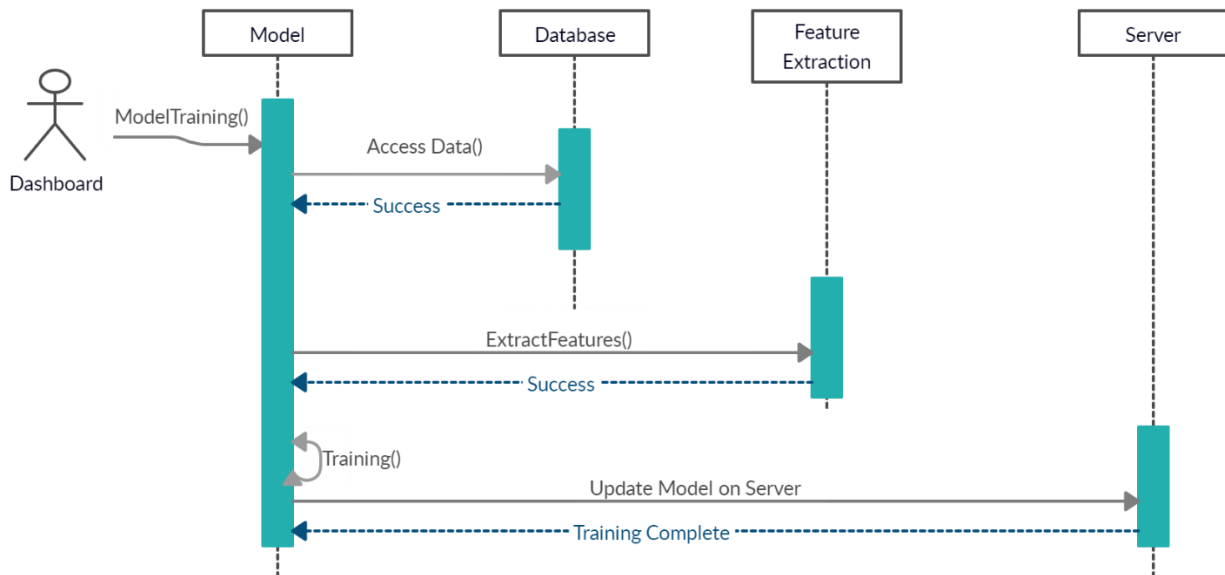 Model
Database
Feature
Extraction
Server
ModelTraining()
Dashboard
Access Data()
Success
ExtractFeatures()
Success
Training()
Update Model on Server
Training Complete